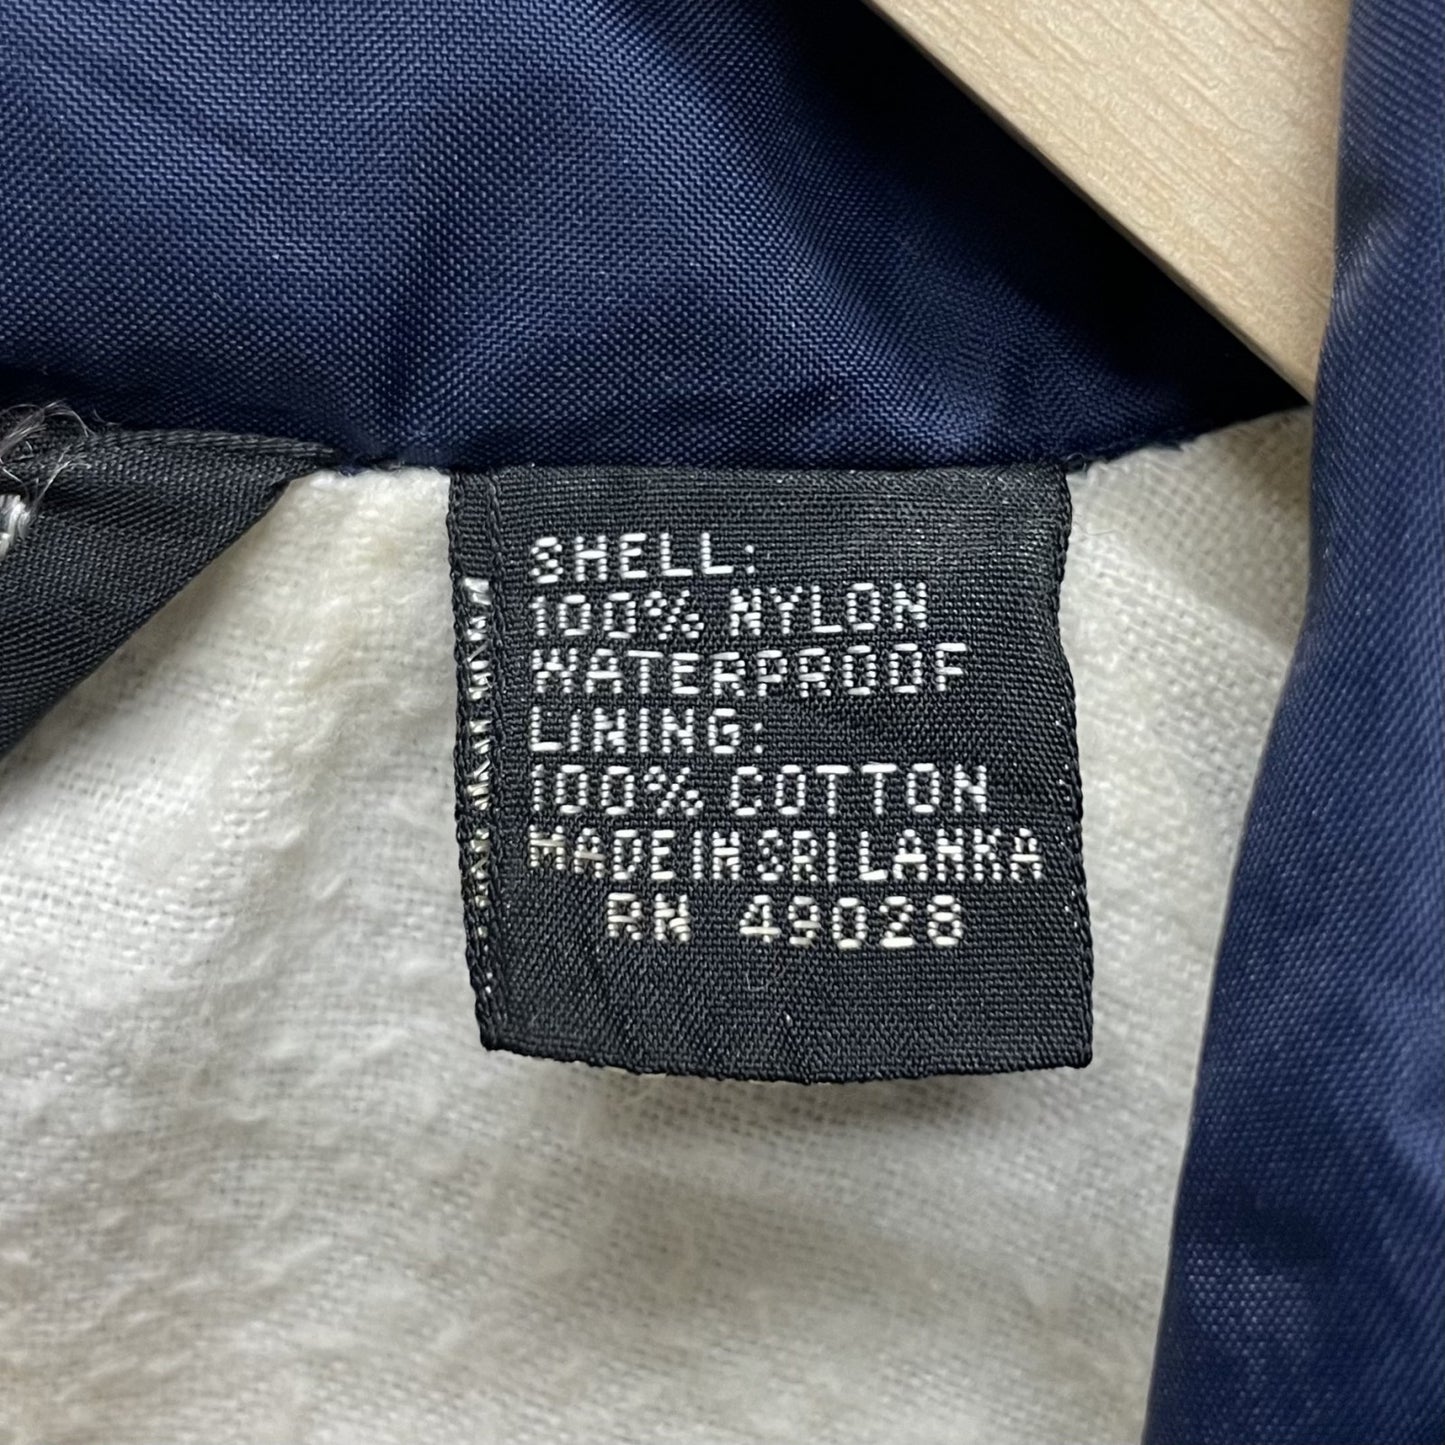 SHELL:
100% NYLON
WATERPROOF
LINING:
100% COTTON
MADE IN SRI LANKA
RN 49028